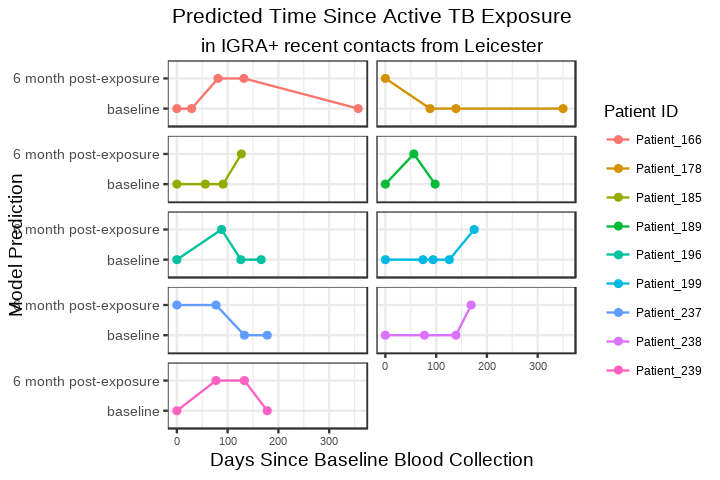 Predicted Time Since Active TB Exposure
in IGRA+ recent contacts from Leicester
Model Prediction
6 month post-exposure
baseline
6 month post-exposure
baseline
6 month post-exposure
baseline
6 month post-exposure
baseline
6 month post-exposure
baseline
0 100 200 300
0 100 200 300
Days Since Baseline Blood Collection
Patient ID
Patient_166
Patient_178
Patient_185
Patient_189
Patient_196
Patient_199
Patient_237
Patient_238
Patient_239